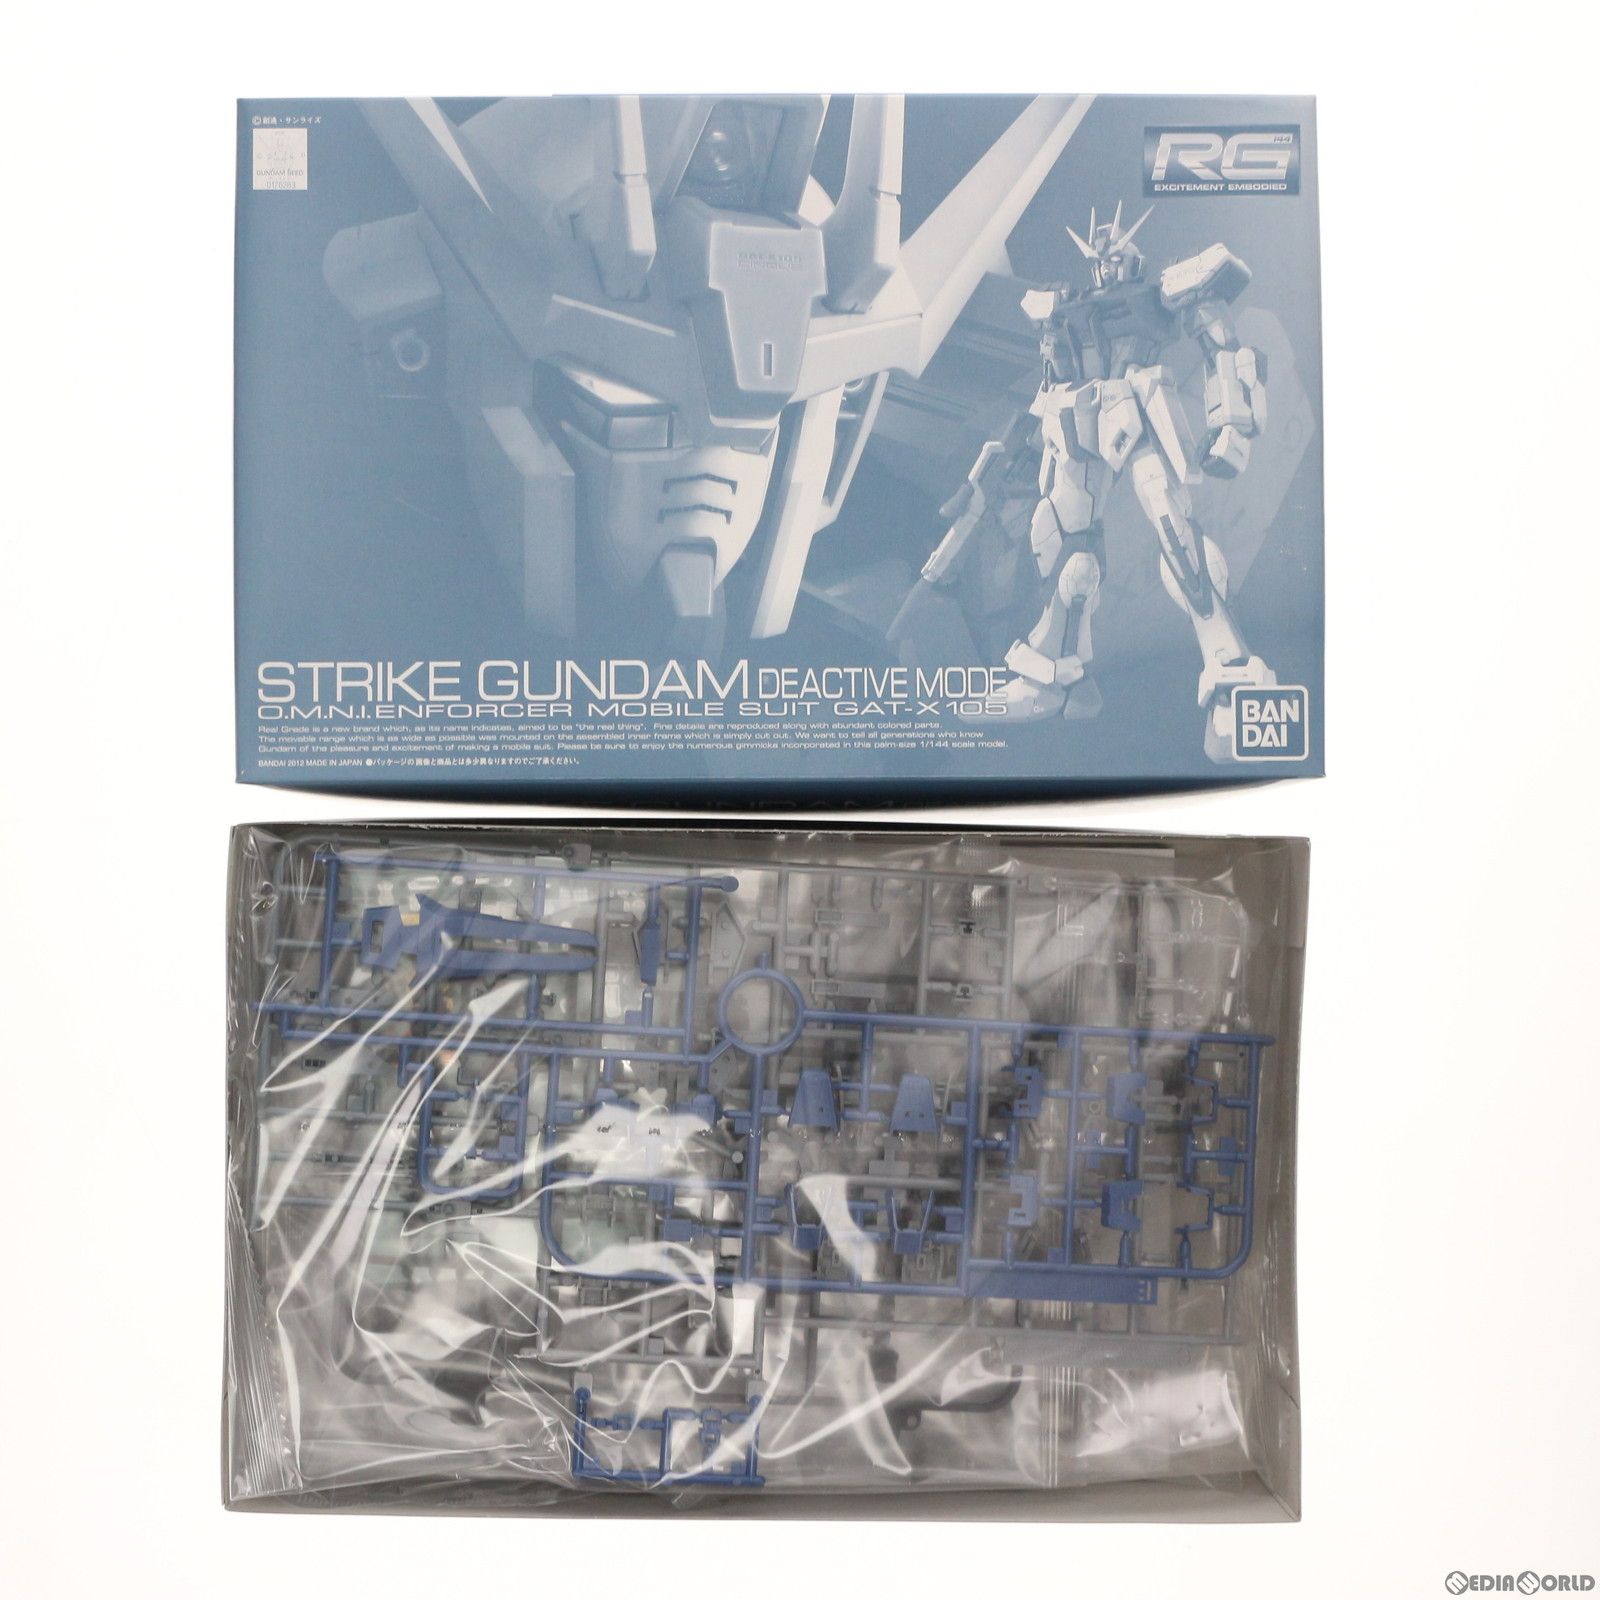 ©創通・サンライズ
GUNDAM SEED
0176283
RG 1/44
EXCITEMENT EMBODIED
GAT-X105
STRIKE GUNDAM DEACTIVE MODE
O.M.N.I.ENFORCER MOBILE SUIT GAT-X105
Real Grade is a new brand which, as its name indicates, aimed to be "the real thing". Fine details are reproduced along with abundant colored parts.
The movable range which is as wide as possible was mounted on the assembled inner frame which is simply cut out. We want to tell all generations who know
Gundam of the pleasure and excitement of making a mobile suit. Please be sure to enjoy the numerous gimmicks incorporated in this palm-size 1/144 scale model.
BANDAI 2012 MADE IN JAPAN ●パッケージの画像と商品とは多少異なりますのでご了承ください。
BAN
DAI
MEDIAWORLD